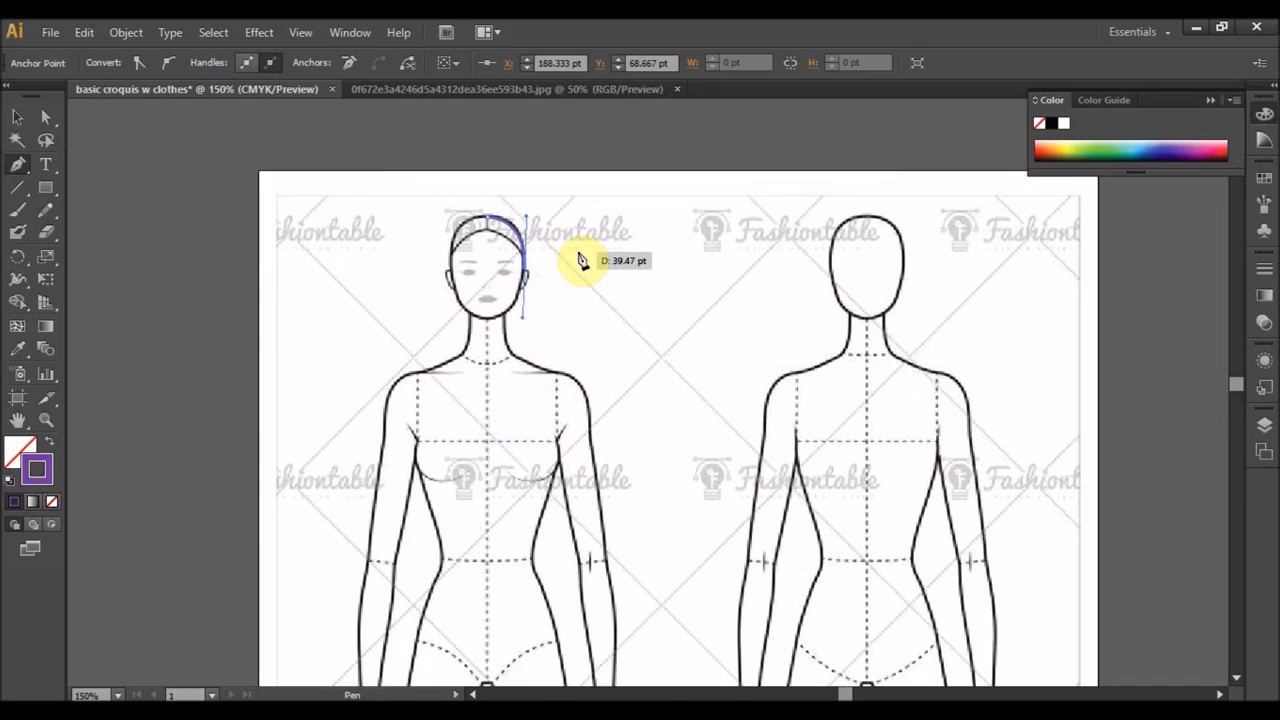 Ai File Edit Object Type Select Effect View Window Help Br Essentials
Anchor Point Convert: Handles: Anchors: X: 188.333 pt Y: 68.667 pt W: 0 pt H: 0 pt
basic croquis w clothes* @ 150% (CMYK/Preview) × 0f672e3a4246d5a4312dea36ee593b43.jpg @ 50% (RGB/Preview) ×
Color Color Guide
T
Fashiontable Fashiontable Fashiontable Fashiontable
D: 39.47 pt
Fashiontable Fashiontable Fashiontable Fashiontable
150% 1 Pen